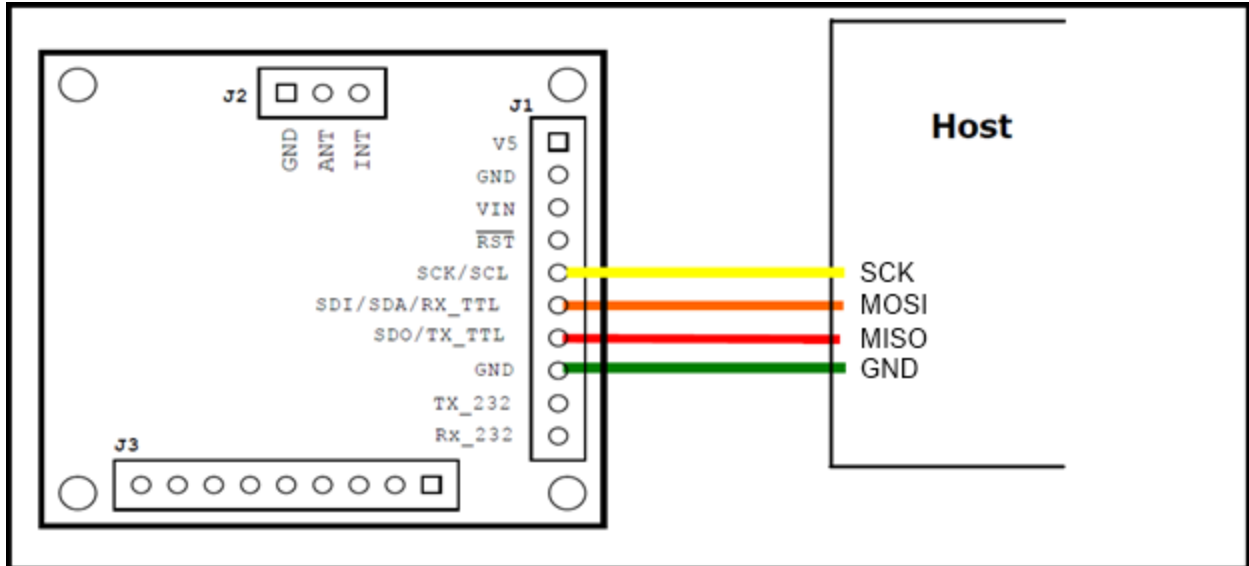 J2
GND
ANT
INT
J1
V5
GND
VIN
RST
SCK/SCL
SDI/SDA/RX_TTL
SDO/TX_TTL
GND
TX_232
Rx_232
J3
Host
SCK
MOSI
MISO
GND